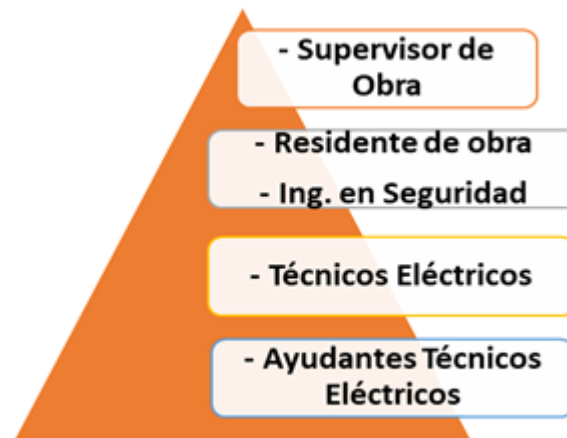 - Supervisor de
Obra
- Residente de obra
- Ing. en Seguridad
- Técnicos Eléctricos
- Ayudantes Técnicos
Eléctricos